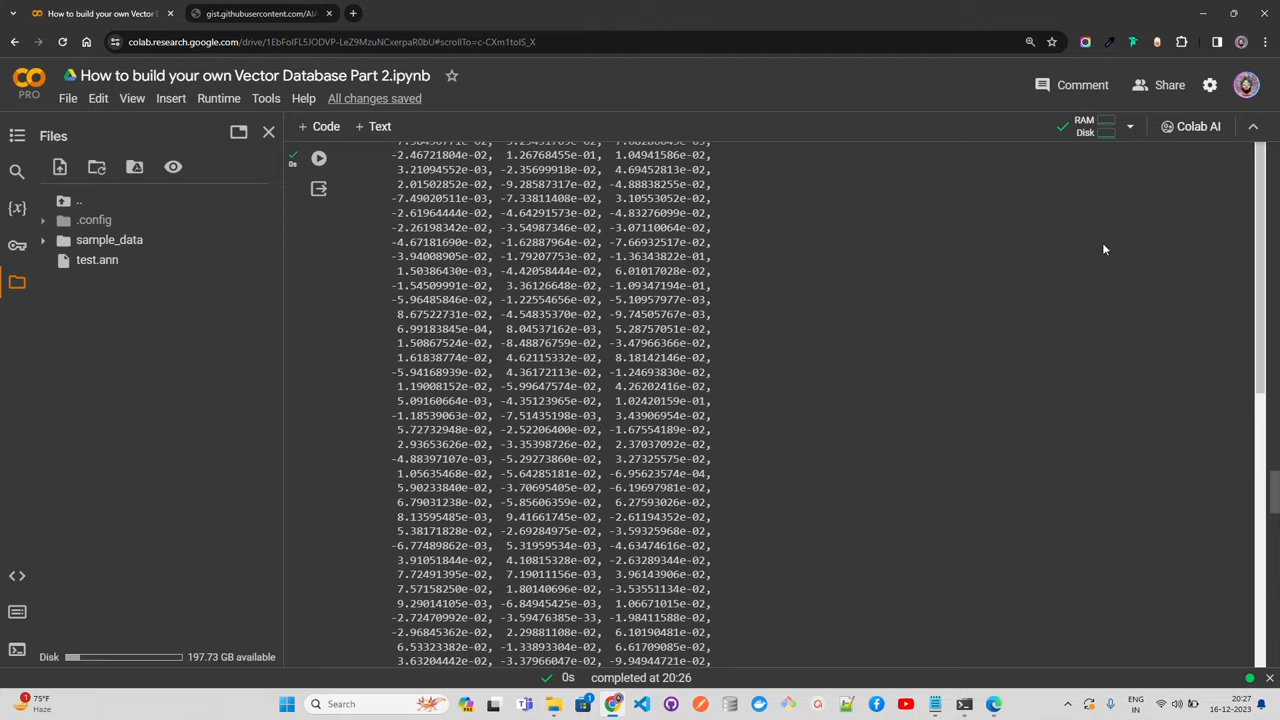 How to build your own Vector D
gist.githubusercontent.com/AIA
colab.research.google.com/drive/1EbFoIFL5JODVP-LeZ9MzuNCxerpaR0bU#scrollTo=c-CXm1toIS_X
How to build your own Vector Database Part 2.ipynb
Comment
Share
PRO
File Edit View Insert Runtime Tools Help All changes saved
Files
+ Code + Text
RAM
Disk
Colab AI
-2.46721804e-02, 1.26768455e-01, 1.04941586e-02,
0s
3.21094552e-03, -2.35699918e-02, 4.69452813e-02,
2.01502852e-02, -9.28587317e-02, -4.88838255e-02,
-7.49020511e-03, -7.33811408e-02, 3.10553052e-02,
..
-2.61964444e-02, -4.64291573e-02, -4.83276099e-02,
.config
-2.26198342e-02, -3.54987346e-02, -3.07110064e-02,
sample_data
-4.67181690e-02, -1.62887964e-02, -7.66932517e-02,
test.ann
-3.94008905e-02, -1.79207753e-02, -1.36343822e-01,
1.50386430e-03, -4.42058444e-02, 6.01017028e-02,
-1.54509991e-02, 3.36126648e-02, -1.09347194e-01,
-5.96485846e-02, -1.22554656e-02, -5.10957977e-03,
8.67522731e-02, -4.54835370e-02, -9.74505767e-03,
6.99183845e-04, 8.04537162e-03, 5.28757051e-02,
1.50867524e-02, -8.48876759e-02, -3.47966366e-02,
1.61838774e-02, 4.62115332e-02, 8.18142146e-02,
-5.94168939e-02, 4.36172113e-02, -1.24693830e-02,
1.19008152e-02, -5.99647574e-02, 4.26202416e-02,
5.09160664e-03, -4.35123965e-02, 1.02420159e-01,
-1.18539063e-02, -7.51435198e-03, 3.43906954e-02,
5.72732948e-02, -2.52206400e-02, -1.67554189e-02,
2.93653626e-02, -3.35398726e-02, 2.37037092e-02,
-4.88397107e-03, -5.29273860e-02, 3.27325575e-02,
1.05635468e-02, -5.64285181e-02, -6.95623574e-04,
5.90233840e-02, -3.70695405e-02, -6.19697981e-02,
6.79031238e-02, -5.85606359e-02, 6.27593026e-02,
8.13595485e-03, 9.41661745e-02, -2.61194352e-02,
5.38171828e-02, -2.69284975e-02, -3.59325968e-02,
-6.77489862e-03, 5.31959534e-03, -4.63474616e-02,
3.91051844e-02, 4.10815328e-02, -2.63289344e-02,
7.72491395e-02, 7.19011156e-03, 3.96143906e-02,
7.57158250e-02, 1.80140696e-02, -3.53551134e-02,
9.29014105e-03, -6.84945425e-03, 1.06671015e-02,
-2.72470992e-02, -3.59476385e-33, -1.98411588e-02,
-2.96845362e-02, 2.29881108e-02, 6.10190481e-02,
6.53323382e-02, -1.33893304e-02, 6.61709085e-02,
3.63204442e-02, -3.37966047e-02, -9.94944721e-02,
Disk
197.73 GB available
0s completed at 20:26
1
75°F
Haze
Search
ENG
IN
20:27
16-12-2023